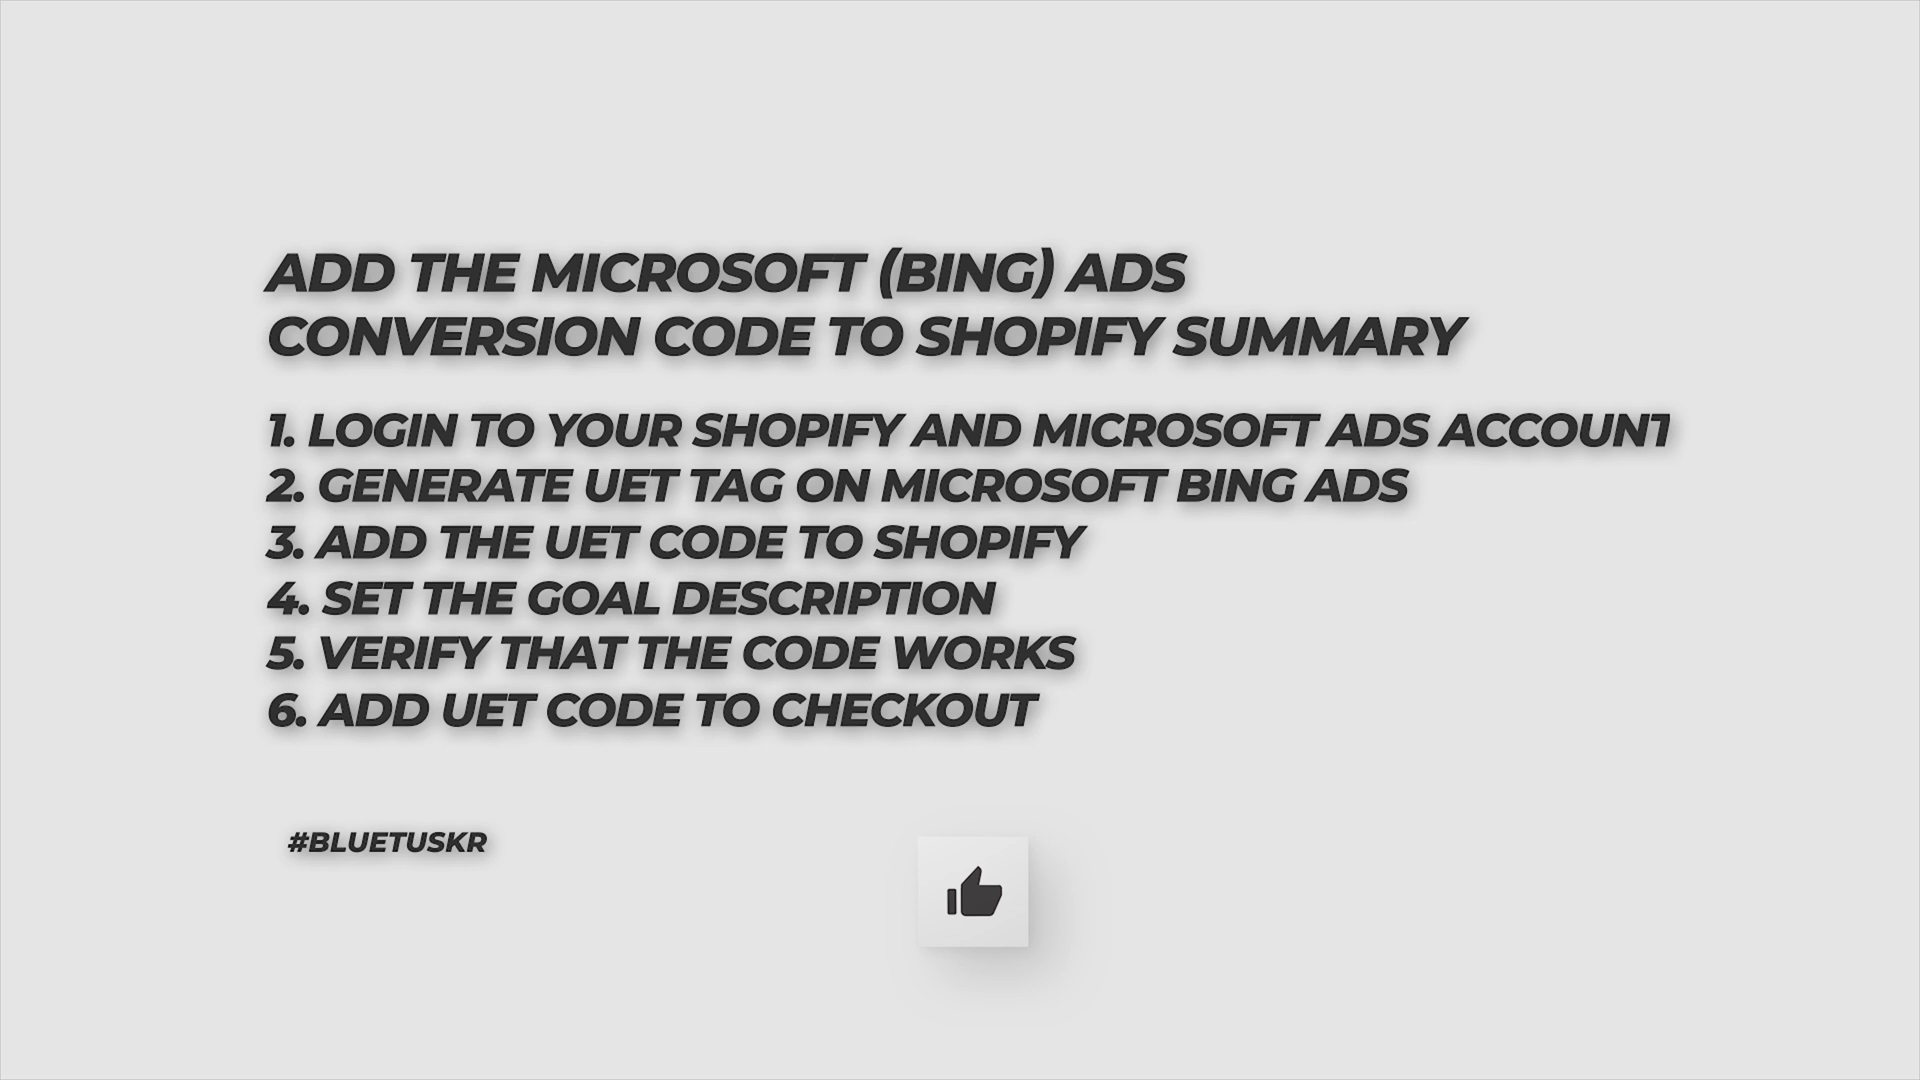 ADD THE MICROSOFT (BING) ADS
CONVERSION CODE TO SHOPIFY SUMMARY
1. LOGIN TO YOUR SHOPIFY AND MICROSOFT ADS ACCOUNT
2. GENERATE UET TAG ON MICROSOFT BING ADS
3. ADD THE UET CODE TO SHOPIFY
4. SET THE GOAL DESCRIPTION
5. VERIFY THAT THE CODE WORKS
6. ADD UET CODE TO CHECKOUT
#BLUETUSKR